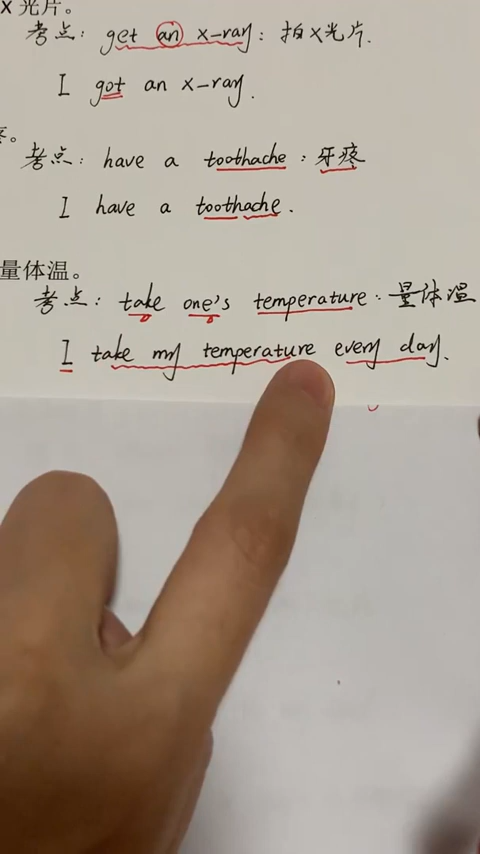 X光片。
考点: get an x-ray: 拍X光片.
I got an x-ray.
疼。
考点: have a toothache: 牙疼
I have a toothache.
量体温。
考点: take one's temperature: 量体温
I take my temperature every day.